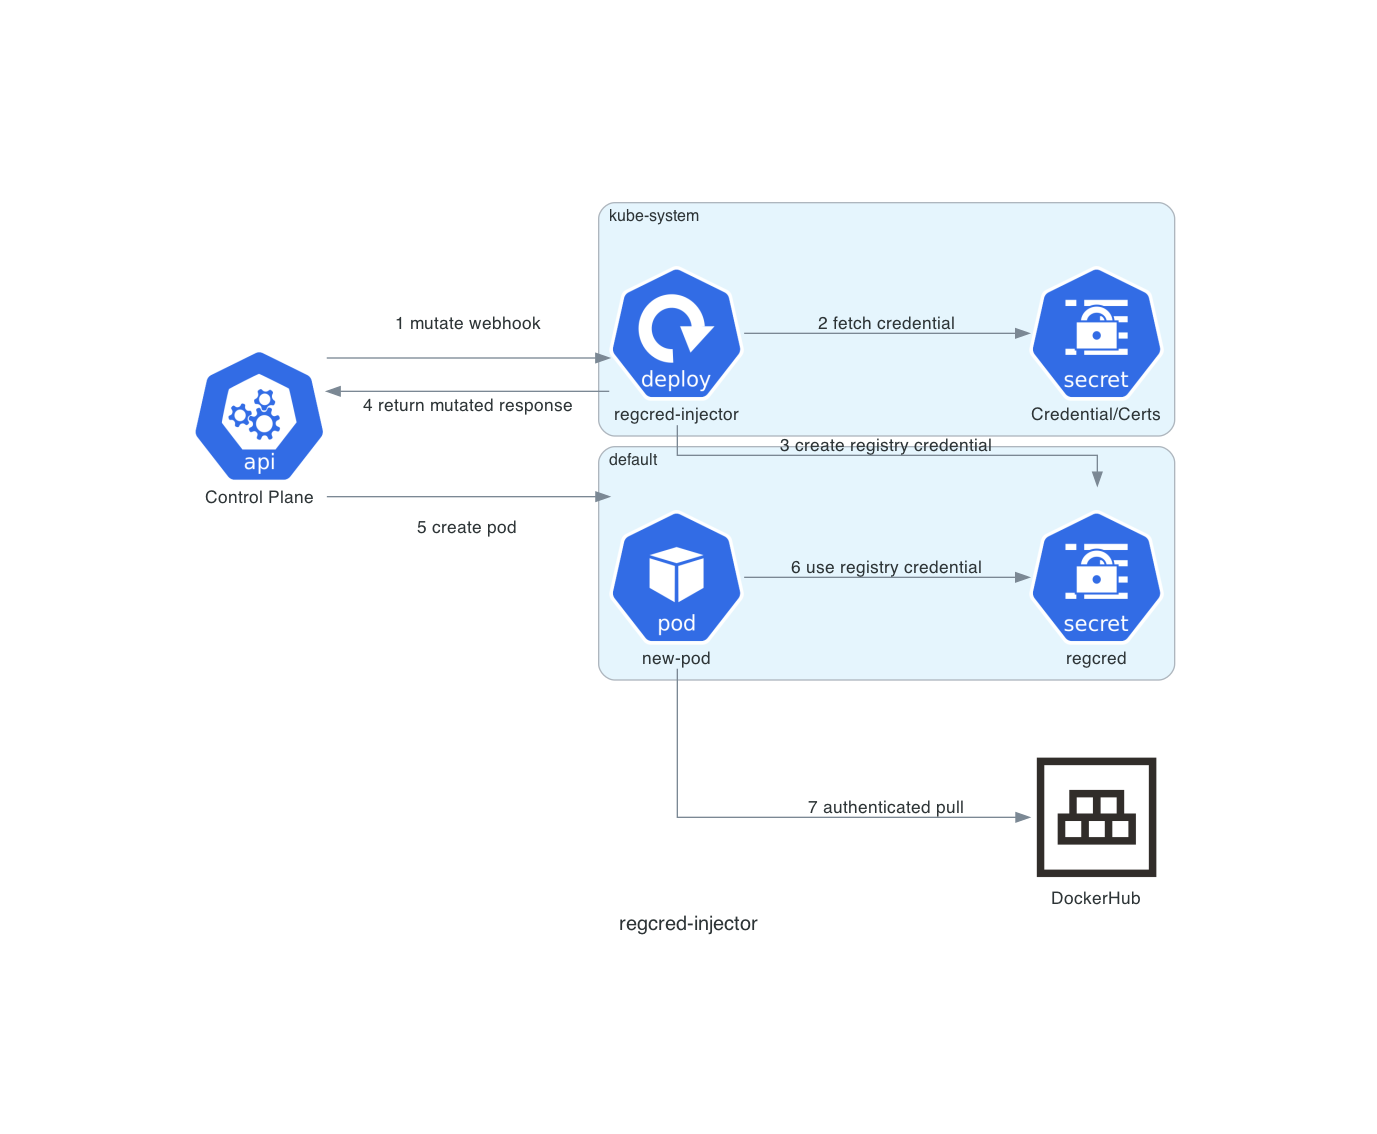 kube-system
1 mutate webhook
2 fetch credential
deploy
secret
4 return mutated response
regcred-injector
Credential/Certs
3 create registry credential
default
api
Control Plane
5 create pod
6 use registry credential
pod
secret
new-pod
regcred
7 authenticated pull
DockerHub
regcred-injector